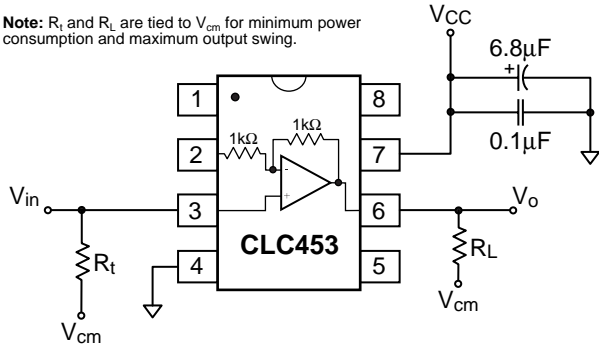 Note: Rt and RL are tied to Vcm for minimum power
consumption and maximum output swing.
VCC
6.8µF
+
0.1µF
1
8
1kΩ
1kΩ
2
7
-
+
Vin
3
6
Vo
CLC453
Rt
4
5
RL
Vcm
Vcm